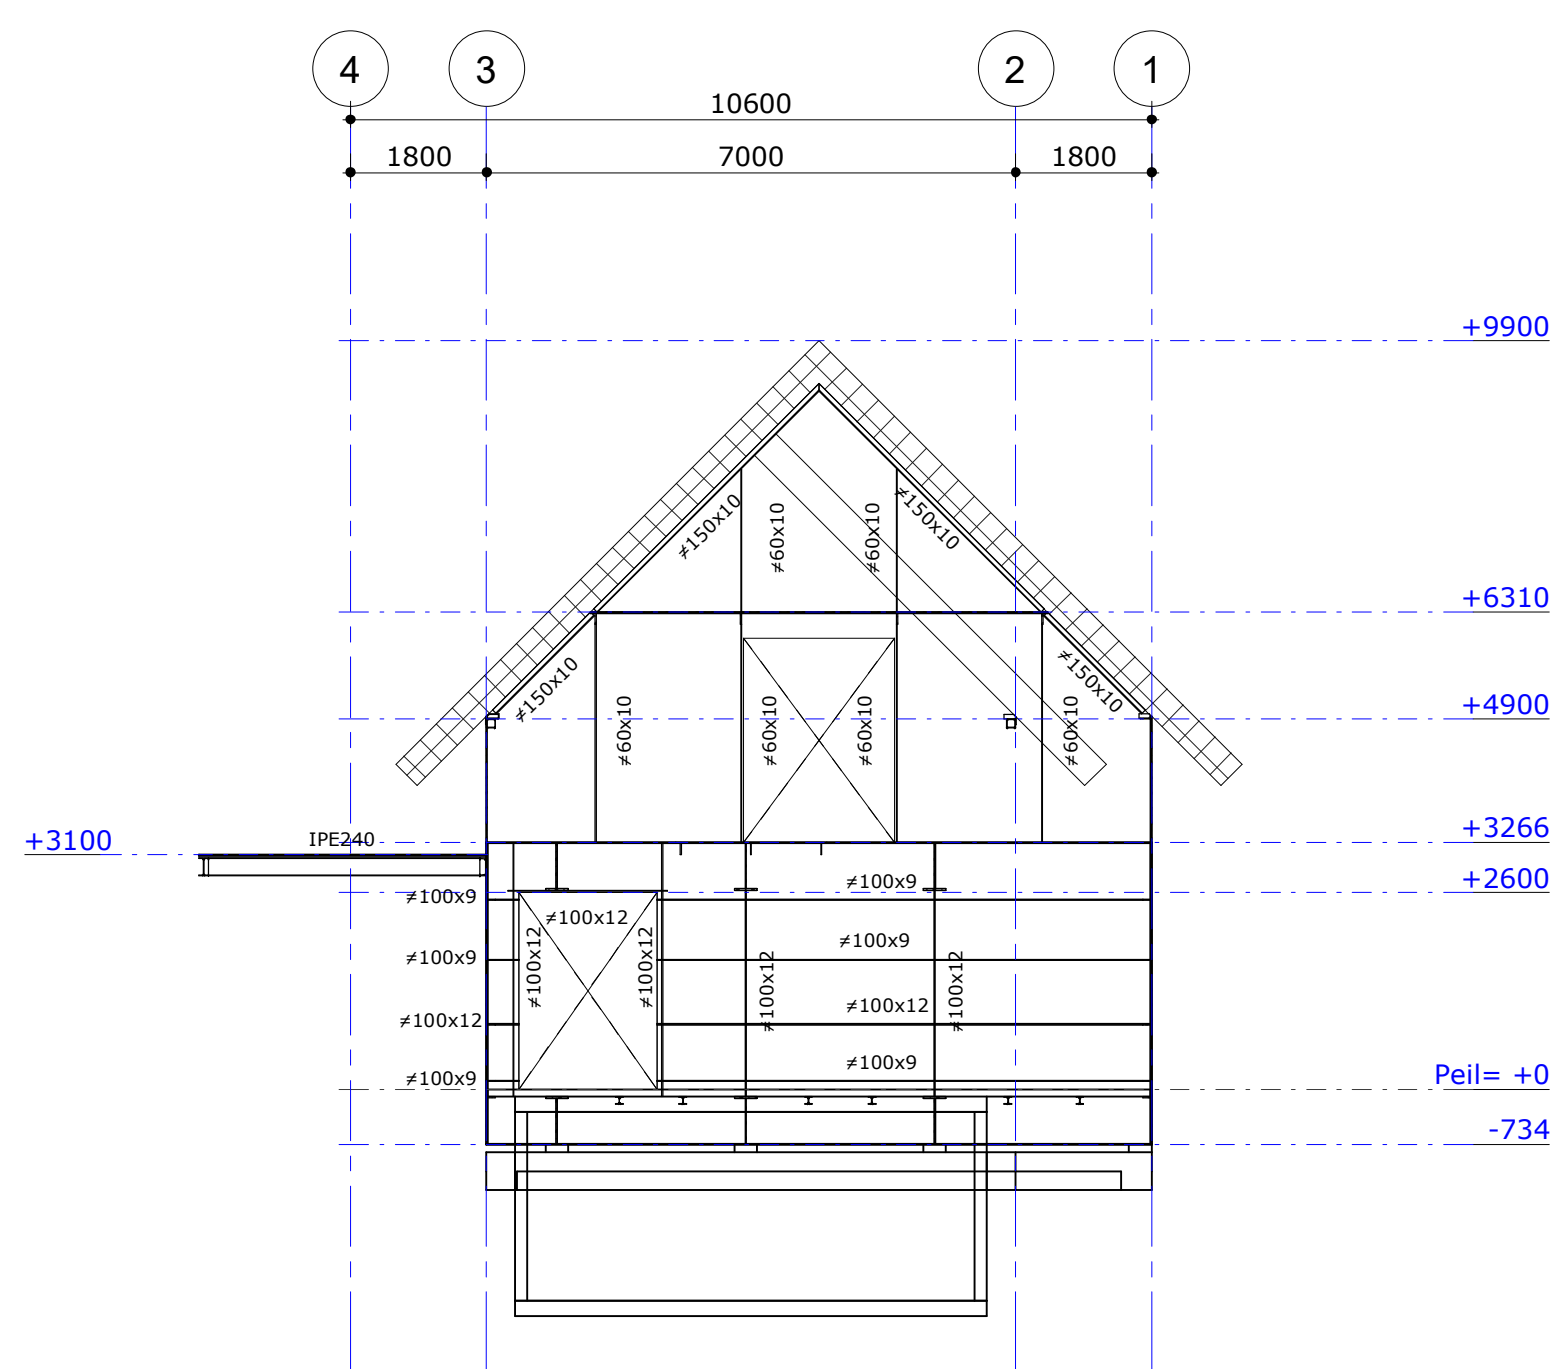 4 3 2 1
10600
1800 7000 1800
+9900
≠150x10 ≠60x10 ≠60x10 ≠150x10
+6310
≠150x10 ≠60x10 ≠60x10 ≠60x10 ≠60x10 ≠150x10
+4900
+3100 IPE240 +3266
≠100x9 ≠100x9 +2600
≠100x12
≠100x9 ≠100x12 ≠100x12 ≠100x9 ≠100x12 ≠100x12
≠100x12 ≠100x12
≠100x9 ≠100x9 Peil= +0
-734